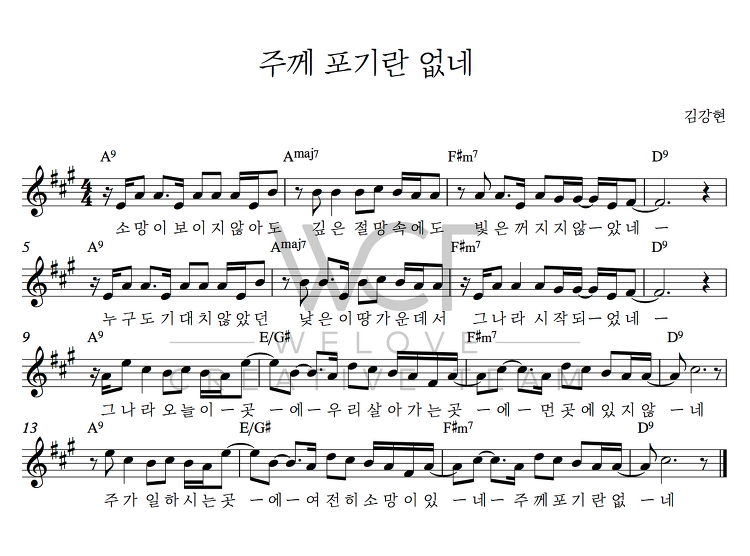 주께 포기란 없네
김강현
A9 Amaj7 F#m7 D9
소망이보이지않아도 깊은절망속에도 빛은꺼지지않-았네-
5 A9 Amaj7 F#m7 D9
누구도기대치않았던 낮은이땅가운데서 그나라시작되-었네-
9 A9 E/G# F#m7 D9
그나라오늘이-곳-에-우리살아가는곳-에-먼곳에있지않-네
13 A9 E/G# F#m7 D9
주가일하시는곳-에-여전히소망이있-네-주께포기란없-네
WCF
WELOVE
CREATIVE TEAM